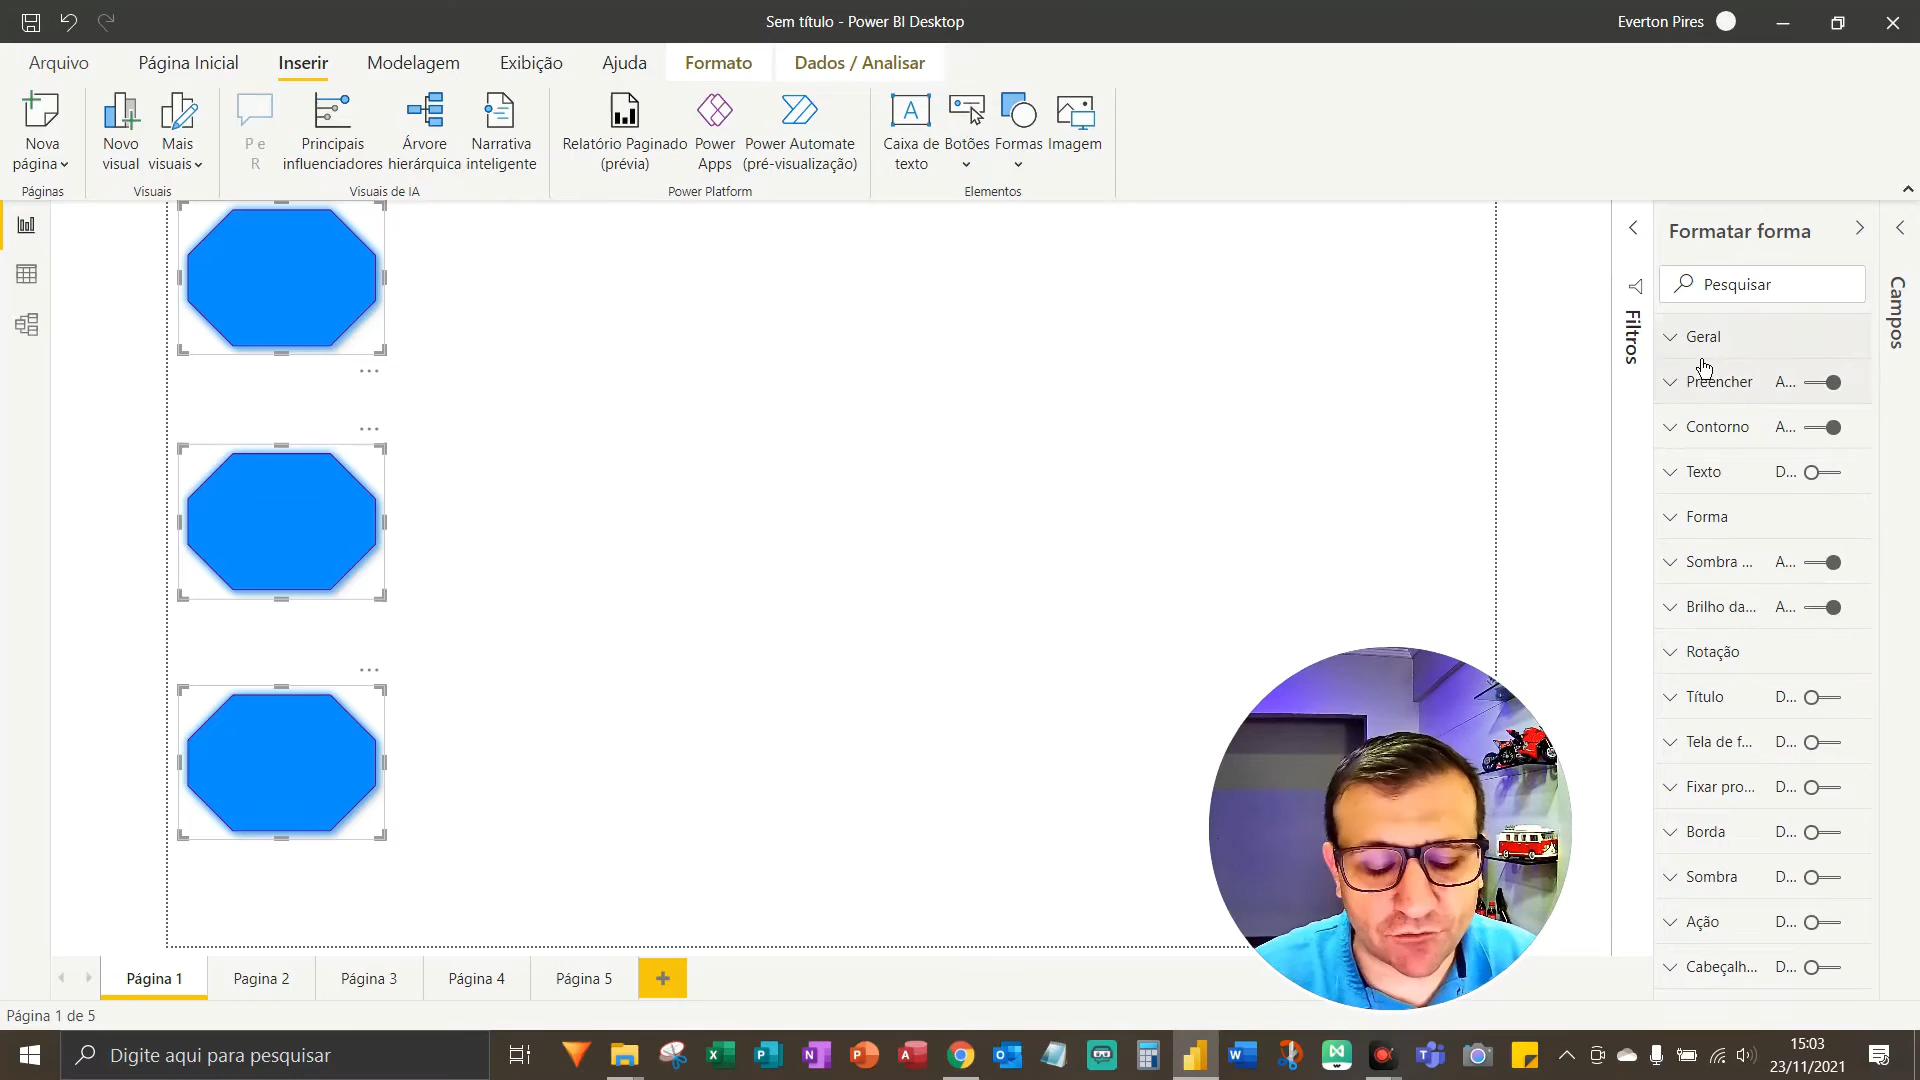 Sem título - Power BI Desktop
Everton Pires
Arquivo
Página Inicial
Inserir
Modelagem
Exibição
Ajuda
Formato
Dados / Analisar
Nova página
Novo visual
Mais visuais
P e R
Principais influenciadores
Árvore hierárquica
Narrativa inteligente
Relatório Paginado (prévia)
Power Apps
Power Automate (pré-visualização)
Caixa de texto
Botões
Formas
Imagem
Páginas
Visuais
Visuais de IA
Power Platform
Elementos
Formatar forma
Pesquisar
Filtros
Campos
Geral
Preencher A...
Contorno A...
Texto D...
Forma
Sombra ... A...
Brilho da... A...
Rotação
Título D...
Tela de f... D...
Fixar pro... D...
Borda D...
Sombra D...
Ação D...
Cabeçalh... D...
Página 1
Pagina 2
Página 3
Página 4
Página 5
Página 1 de 5
Digite aqui para pesquisar
15:03
23/11/2021